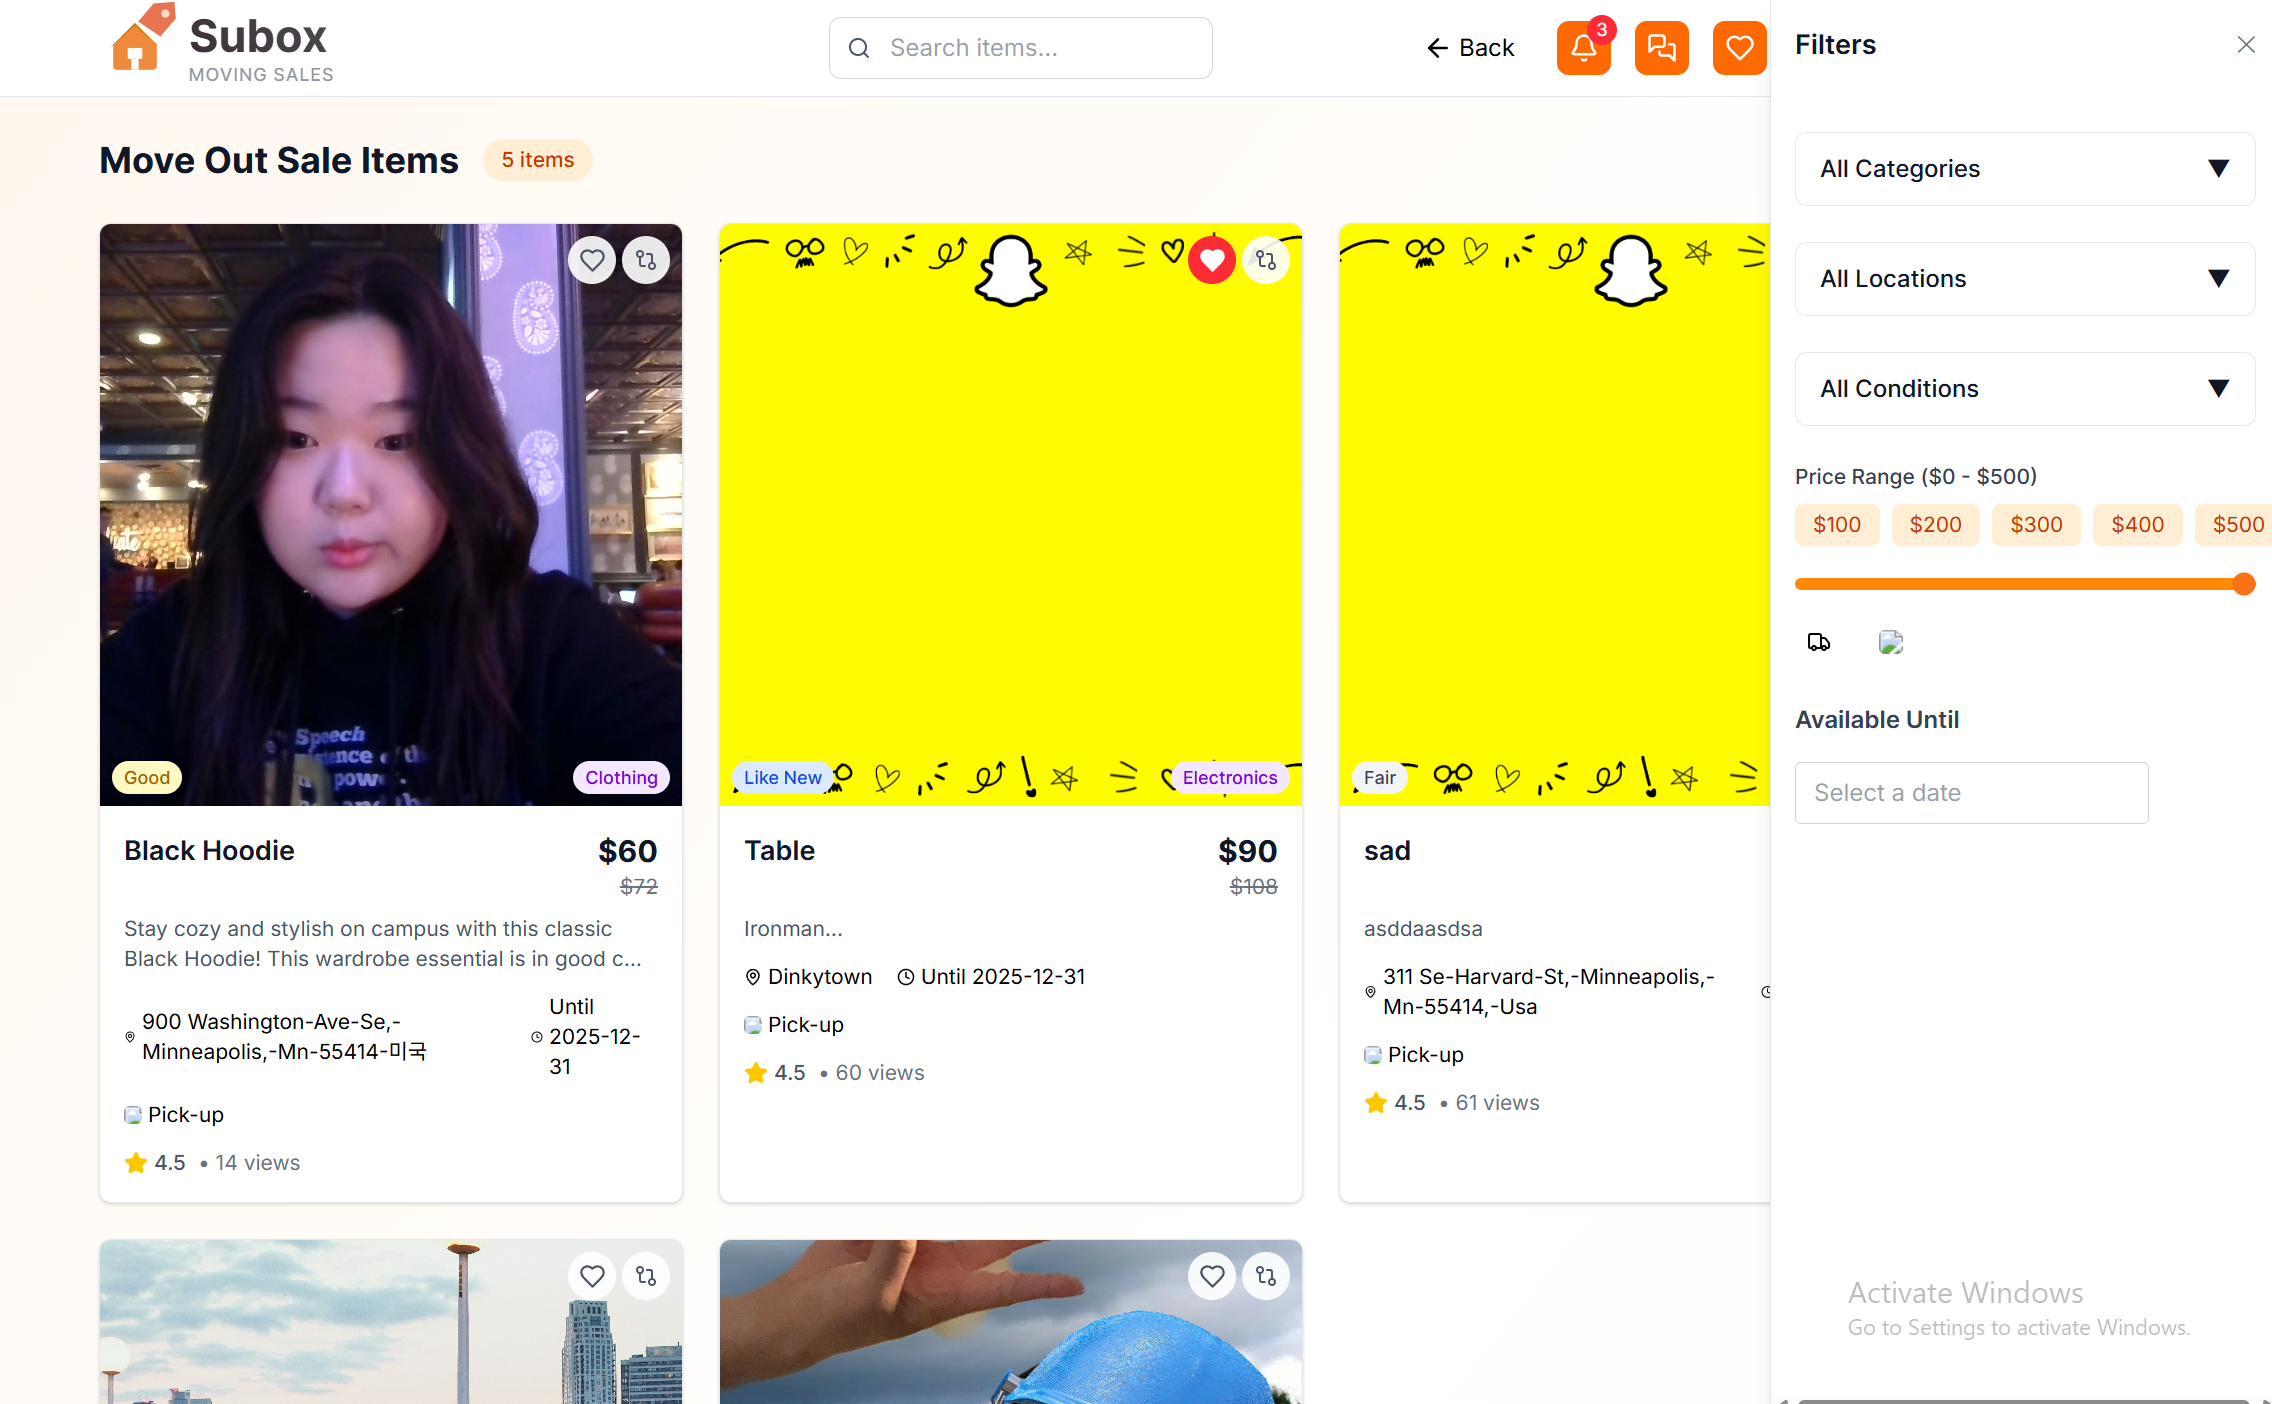 Subox
MOVING SALES
Search items...
Back
3
Filters
Move Out Sale Items
5 items
All Categories
All Locations
All Conditions
Price Range ($0 - $500)
$100
$200
$300
$400
$500
Available Until
Select a date
Speech
Good
Clothing
Black Hoodie
$60
$72
Stay cozy and stylish on campus with this classic
Black Hoodie! This wardrobe essential is in good c...
900 Washington-Ave-Se,-
Minneapolis,-Mn-55414-미국
Until
2025-12-
31
Pick-up
4.5 • 14 views
Like New
Electronics
Table
$90
$108
Ironman...
Dinkytown
Until 2025-12-31
Pick-up
4.5 • 60 views
Fair
sad
asddaasdsa
311 Se-Harvard-St,-Minneapolis,-
Mn-55414,-Usa
Pick-up
4.5 • 61 views
Activate Windows
Go to Settings to activate Windows.